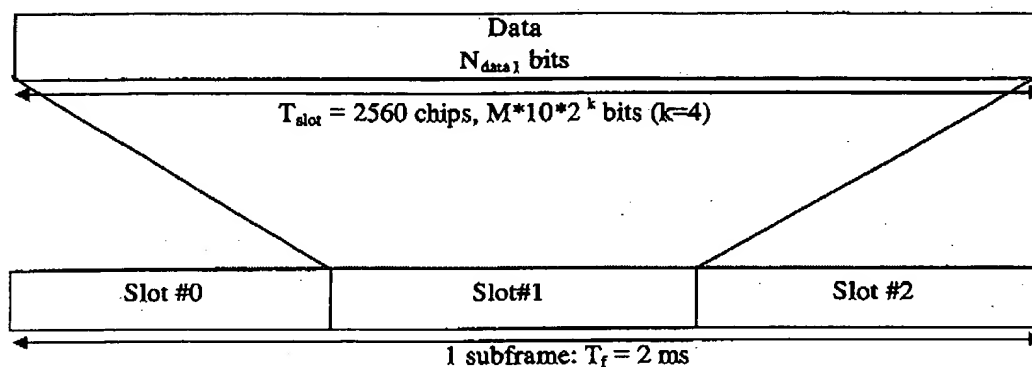 Data
N_data1 bits
T_slot = 2560 chips, M*10*2^k bits (k=4)
Slot #0 Slot#1 Slot #2
1 subframe: T_f = 2 ms